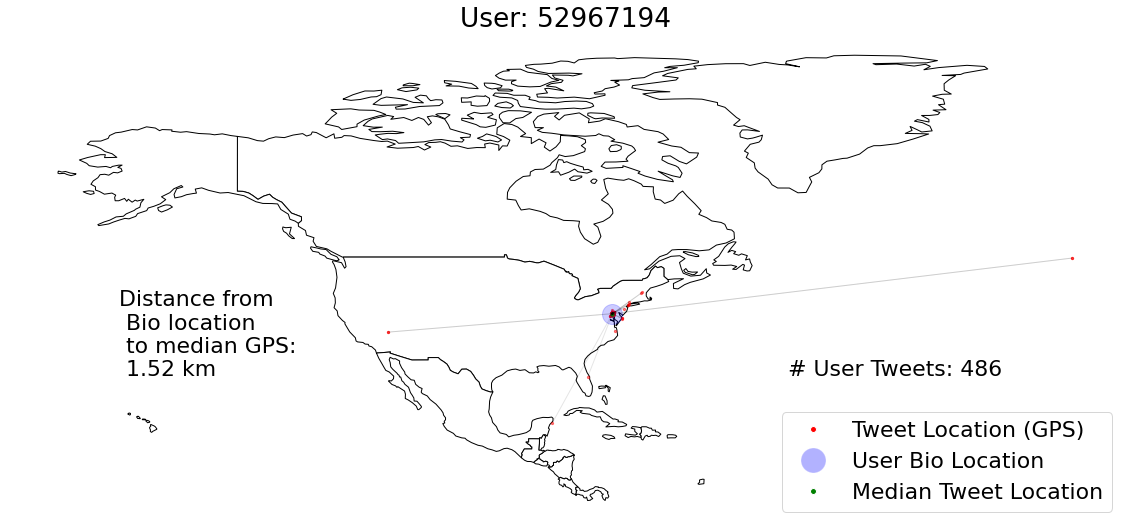 User: 52967194
Distance from
Bio location
to median GPS:
1.52 km
# User Tweets: 486
Tweet Location (GPS)
User Bio Location
Median Tweet Location